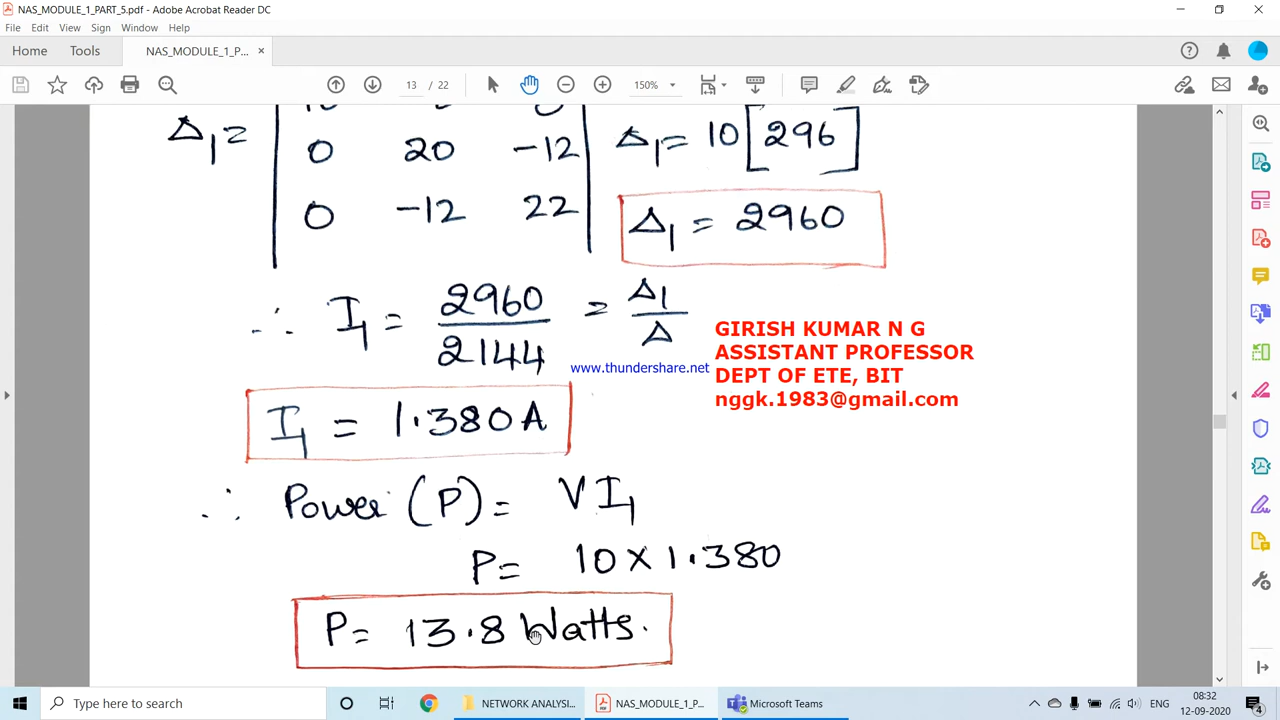 NAS_MODULE_1_PART_5.pdf - Adobe Acrobat Reader DC
File Edit View Sign Window Help
Home Tools NAS_MODULE_1_P... ×
13 / 22 150%
Δ1 =
0 20 -12
0 -12 22
Δ1 = 10 [296]
Δ1 = 2960
∴ I1 = 2960/2144 = Δ1/Δ
GIRISH KUMAR N G
ASSISTANT PROFESSOR
DEPT OF ETE, BIT
nggk.1983@gmail.com
www.thundershare.net
I1 = 1.380A
∴ Power (P) = VI1
P = 10 × 1.380
P = 13.8 Watts.
Type here to search
NETWORK ANALYSI...
NAS_MODULE_1_P...
Microsoft Teams
08:32
12-09-2020
4